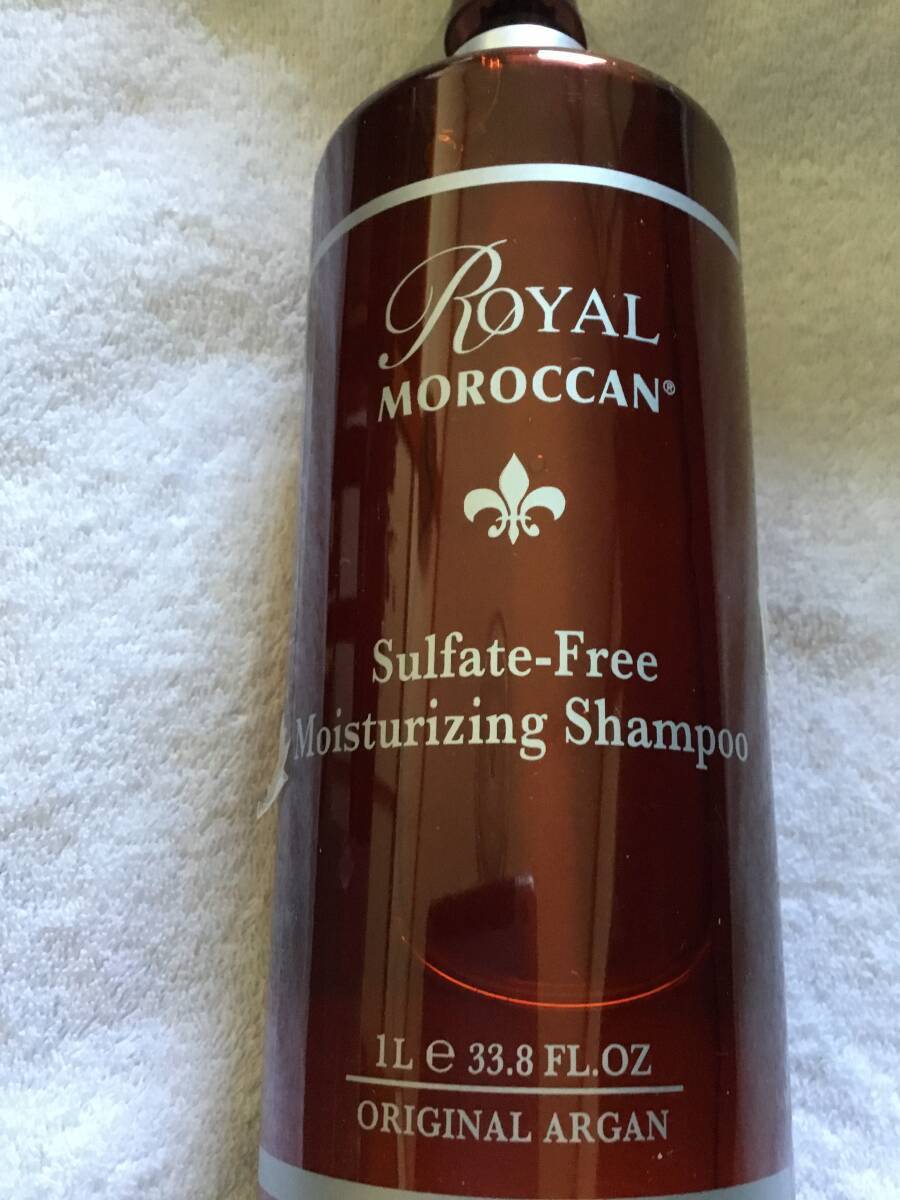 ROYAL
MOROCCAN®
Sulfate-Free
Moisturizing Shampoo
1L ℮ 33.8 FL.OZ
ORIGINAL ARGAN